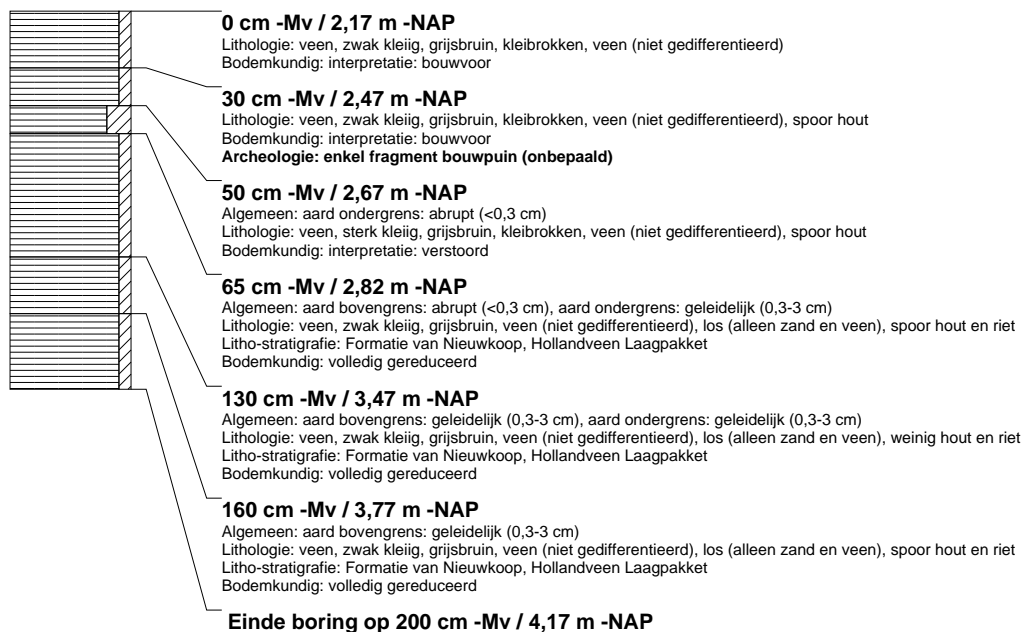 0 cm -Mv / 2,17 m -NAP
Lithologie: veen, zwak kleiig, grijsbruin, kleibrokken, veen (niet gedifferentieerd)
Bodemkundig: interpretatie: bouwvoor
30 cm -Mv / 2,47 m -NAP
Lithologie: veen, zwak kleiig, grijsbruin, kleibrokken, veen (niet gedifferentieerd), spoor hout
Bodemkundig: interpretatie: bouwvoor
Archeologie: enkel fragment bouwpuin (onbepaald)
50 cm -Mv / 2,67 m -NAP
Algemeen: aard ondergrens: abrupt (<0,3 cm)
Lithologie: veen, sterk kleiig, grijsbruin, kleibrokken, veen (niet gedifferentieerd), spoor hout
Bodemkundig: interpretatie: verstoord
65 cm -Mv / 2,82 m -NAP
Algemeen: aard bovengrens: abrupt (<0,3 cm), aard ondergrens: geleidelijk (0,3-3 cm)
Lithologie: veen, zwak kleiig, grijsbruin, veen (niet gedifferentieerd), los (alleen zand en veen), spoor hout en riet
Litho-stratigrafie: Formatie van Nieuwkoop, Hollandveen Laagpakket
Bodemkundig: volledig gereduceerd
130 cm -Mv / 3,47 m -NAP
Algemeen: aard bovengrens: geleidelijk (0,3-3 cm), aard ondergrens: geleidelijk (0,3-3 cm)
Lithologie: veen, zwak kleiig, grijsbruin, veen (niet gedifferentieerd), los (alleen zand en veen), weinig hout en riet
Litho-stratigrafie: Formatie van Nieuwkoop, Hollandveen Laagpakket
Bodemkundig: volledig gereduceerd
160 cm -Mv / 3,77 m -NAP
Algemeen: aard bovengrens: geleidelijk (0,3-3 cm)
Lithologie: veen, zwak kleiig, grijsbruin, veen (niet gedifferentieerd), los (alleen zand en veen), spoor hout en riet
Litho-stratigrafie: Formatie van Nieuwkoop, Hollandveen Laagpakket
Bodemkundig: volledig gereduceerd
Einde boring op 200 cm -Mv / 4,17 m -NAP